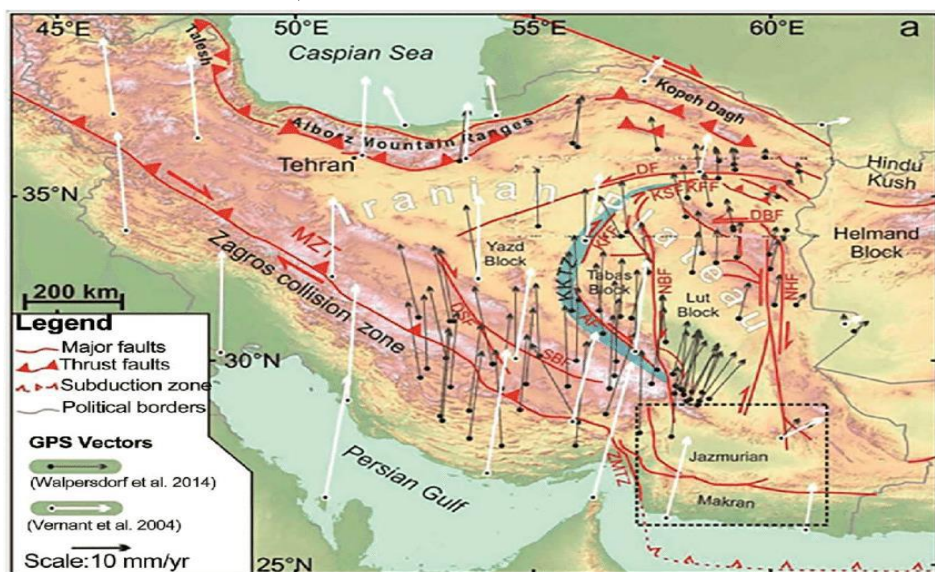 45°E
50°E
55°E
60°E
a
Talesh
Caspian Sea
Kopeh Dagh
Alborz Mountain Ranges
Tehran
Hindu
Kush
35°N
Iranian Plateau
DF
KSF
KFF
DBF
Helmand
Block
MZT
Yazd
Block
KFF
Tabas
Block
KKTZ
NBF
Lut
Block
NHF
Zagros collision zone
200 km
DSF
SBF
AF
30°N
Legend
Major faults
Thrust faults
Subduction zone
Political borders
GPS Vectors
(Walpersdorf et al. 2014)
(Vernant et al. 2004)
Scale:10 mm/yr
Persian Gulf
ZMTZ
Jazmurian
Makran
25°N